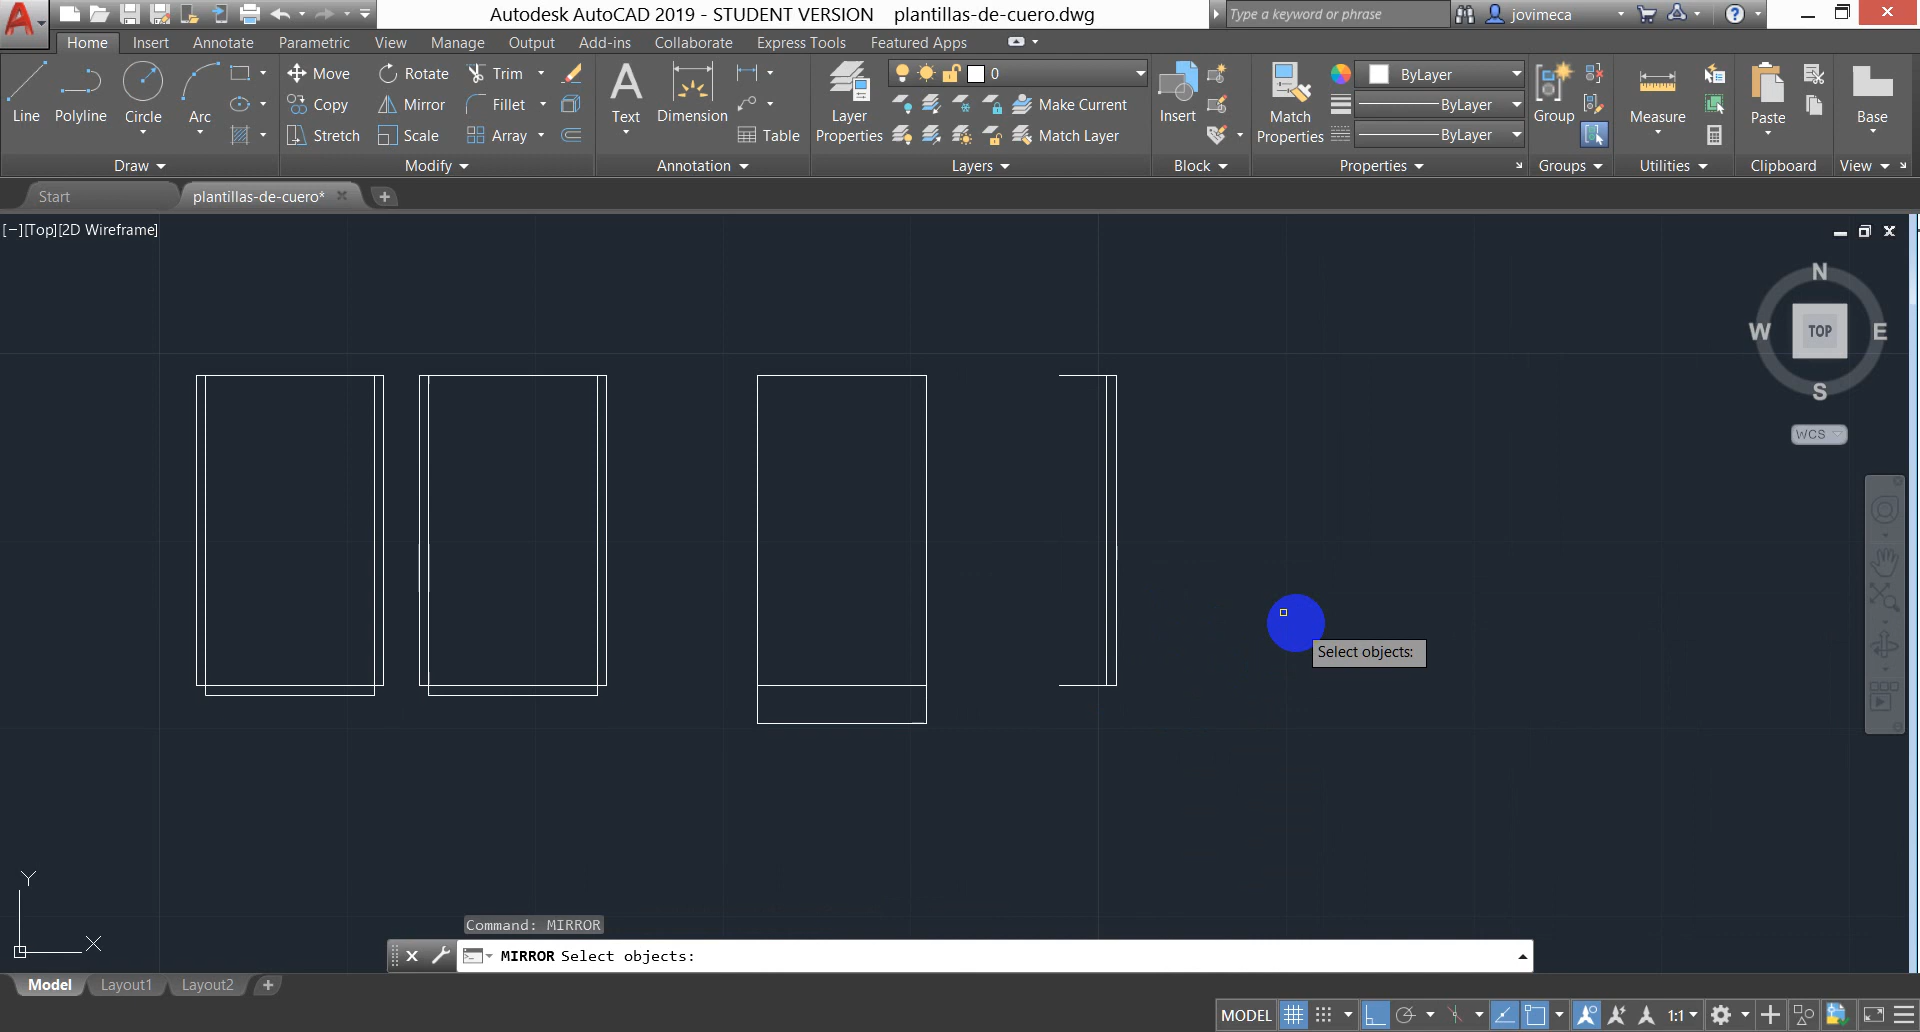 Autodesk AutoCAD 2019 - STUDENT VERSION plantillas-de-cuero.dwg
Type a keyword or phrase
jovimeca
Home Insert Annotate Parametric View Manage Output Add-ins Collaborate Express Tools Featured Apps
Line Polyline Circle Arc
Move Rotate Trim
Copy Mirror Fillet
Stretch Scale Array
Text Dimension Table
Layer Properties
0
Make Current
Match Layer
Insert
Match Properties
ByLayer
ByLayer
ByLayer
Group
Measure
Paste
Base
Draw Modify Annotation Layers Block Properties Groups Utilities Clipboard View
Start plantillas-de-cuero*
[−][Top][2D Wireframe]
N
W TOP E
S
WCS
Select objects:
Y
X
Command: MIRROR
MIRROR Select objects:
Model Layout1 Layout2
MODEL 1:1